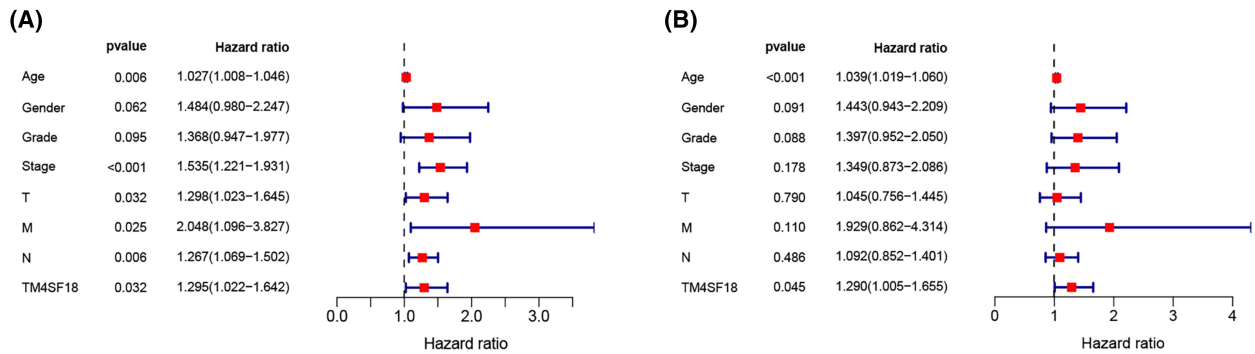 (A)
pvalue Hazard ratio
Age 0.006 1.027(1.008−1.046)
Gender 0.062 1.484(0.980−2.247)
Grade 0.095 1.368(0.947−1.977)
Stage <0.001 1.535(1.221−1.931)
T 0.032 1.298(1.023−1.645)
M 0.025 2.048(1.096−3.827)
N 0.006 1.267(1.069−1.502)
TM4SF18 0.032 1.295(1.022−1.642)
0.0 1.0 2.0 3.0
Hazard ratio
(B)
pvalue Hazard ratio
Age <0.001 1.039(1.019−1.060)
Gender 0.091 1.443(0.943−2.209)
Grade 0.088 1.397(0.952−2.050)
Stage 0.178 1.349(0.873−2.086)
T 0.790 1.045(0.756−1.445)
M 0.110 1.929(0.862−4.314)
N 0.486 1.092(0.852−1.401)
TM4SF18 0.045 1.290(1.005−1.655)
0 1 2 3 4
Hazard ratio